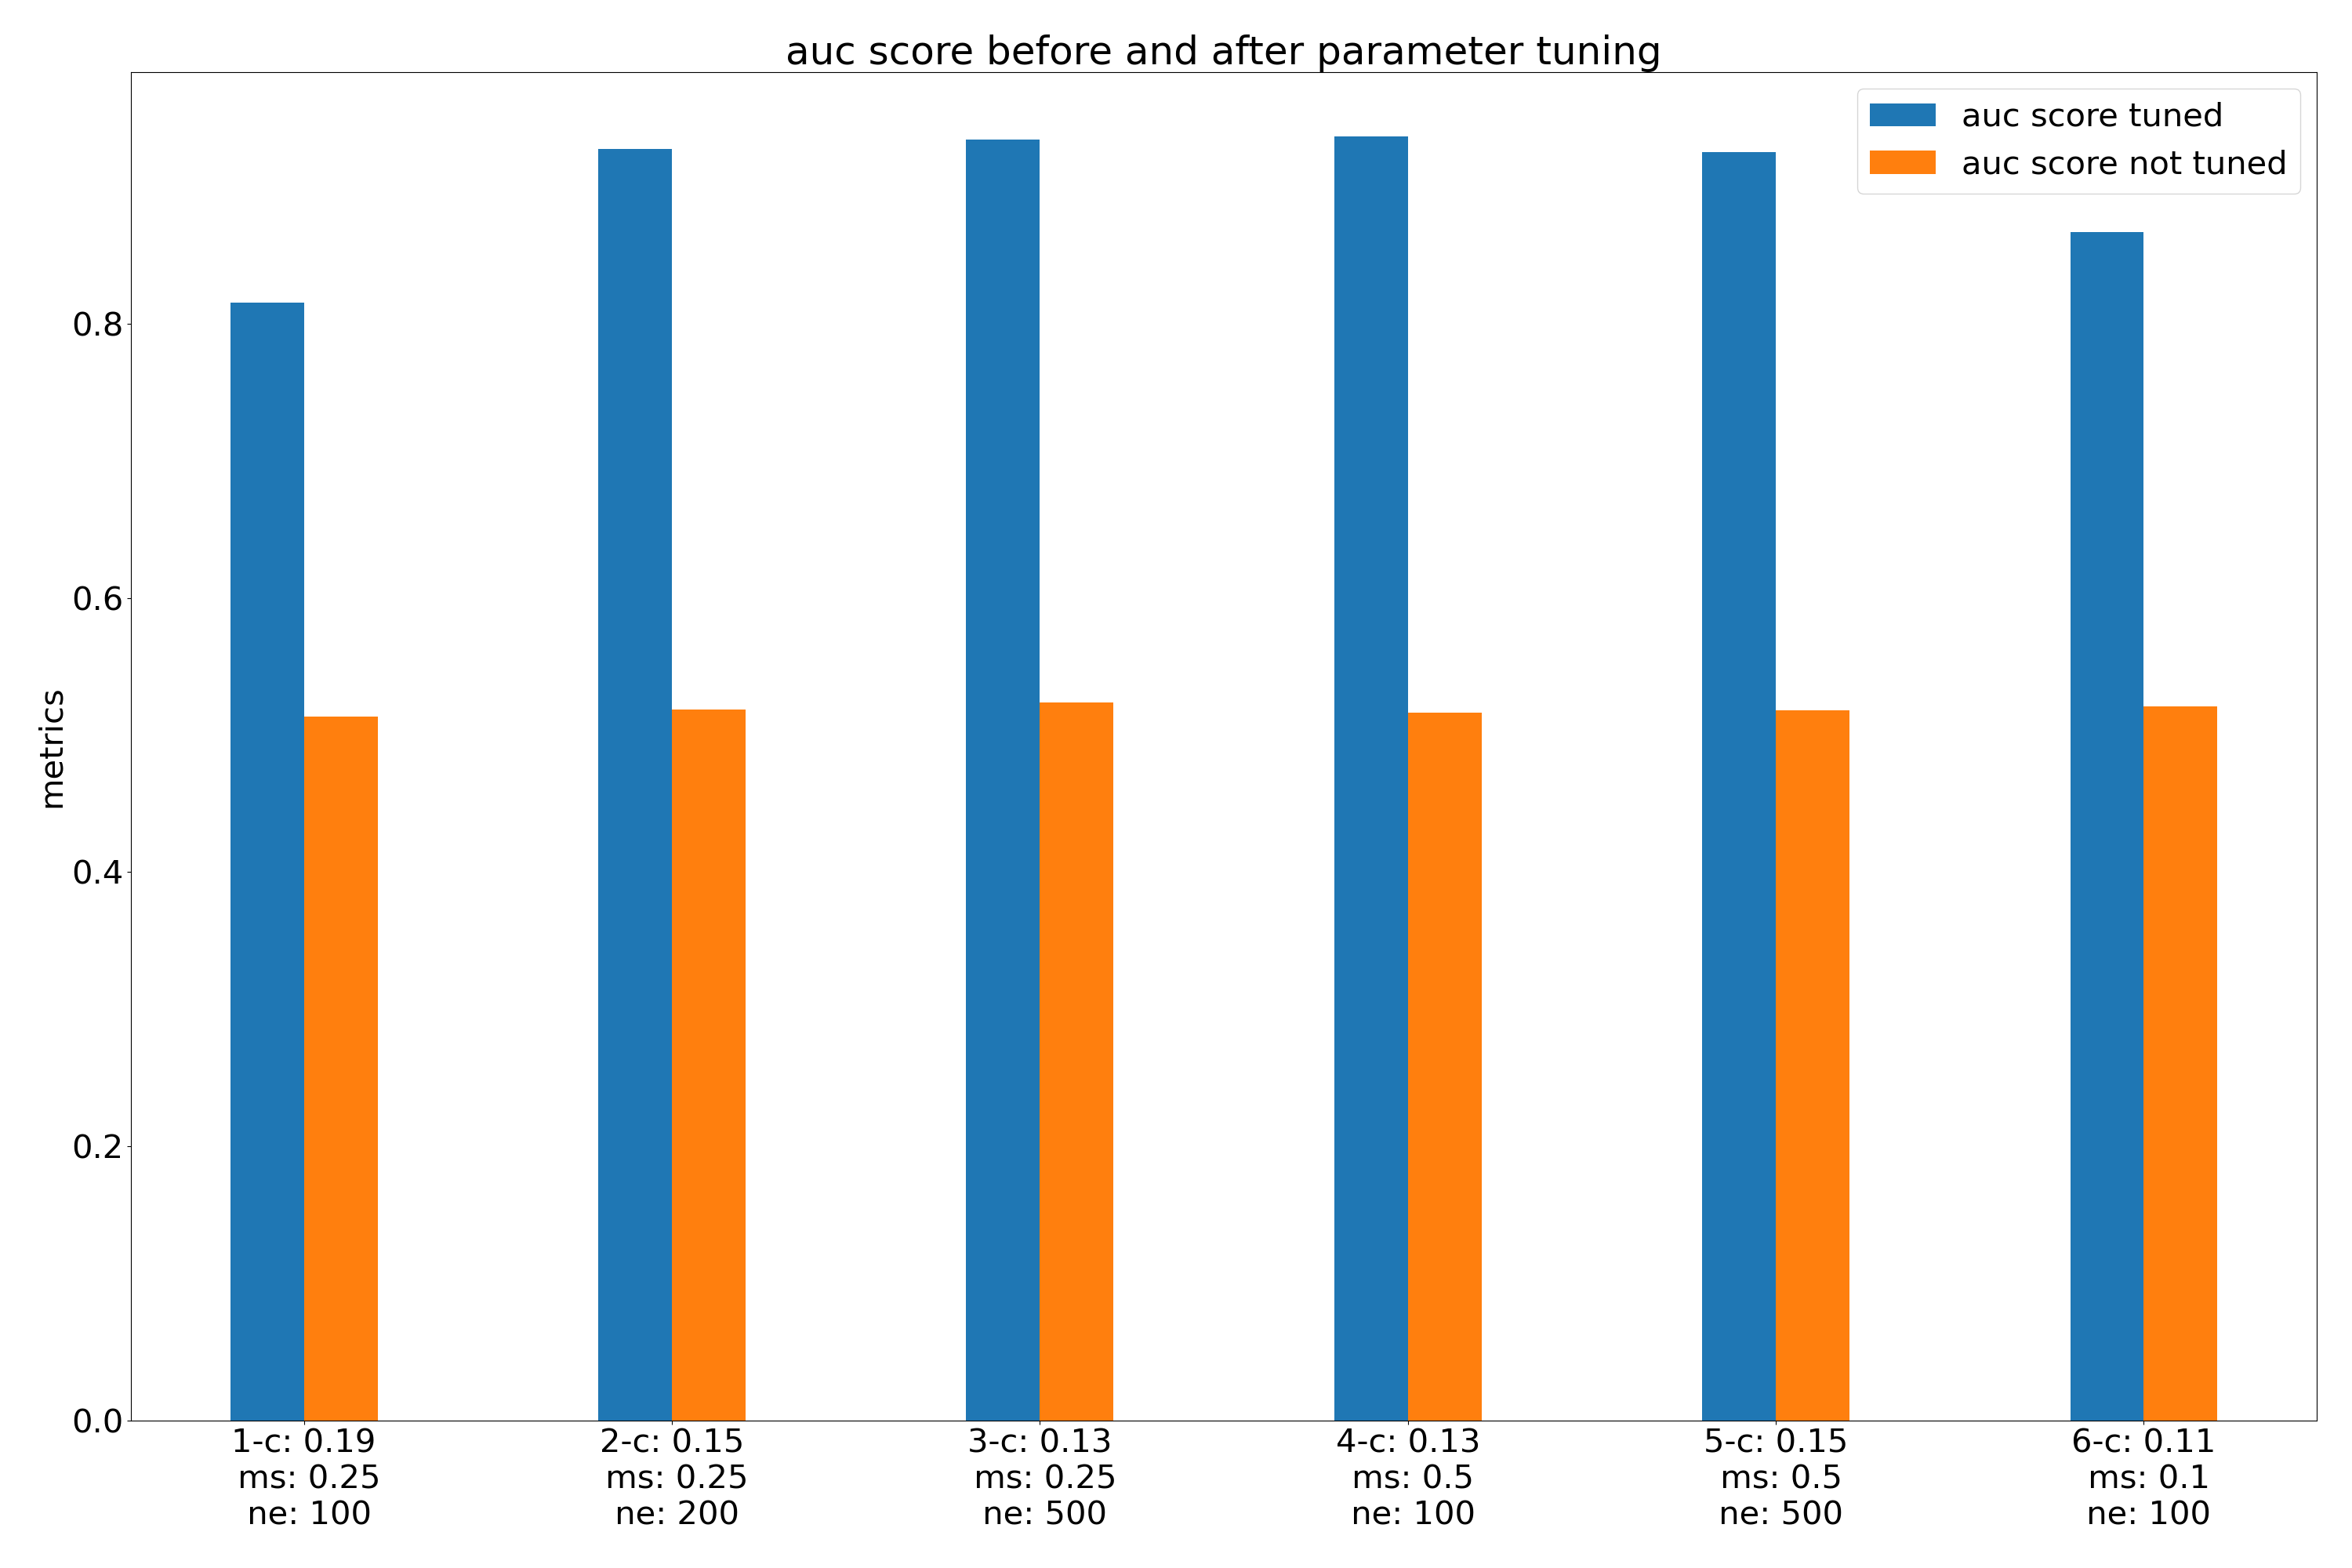 auc score before and after parameter tuning
auc score tuned
auc score not tuned
metrics
0.8
0.6
0.4
0.2
0.0
1-c: 0.19
ms: 0.25
ne: 100
2-c: 0.15
ms: 0.25
ne: 200
3-c: 0.13
ms: 0.25
ne: 500
4-c: 0.13
ms: 0.5
ne: 100
5-c: 0.15
ms: 0.5
ne: 500
6-c: 0.11
ms: 0.1
ne: 100